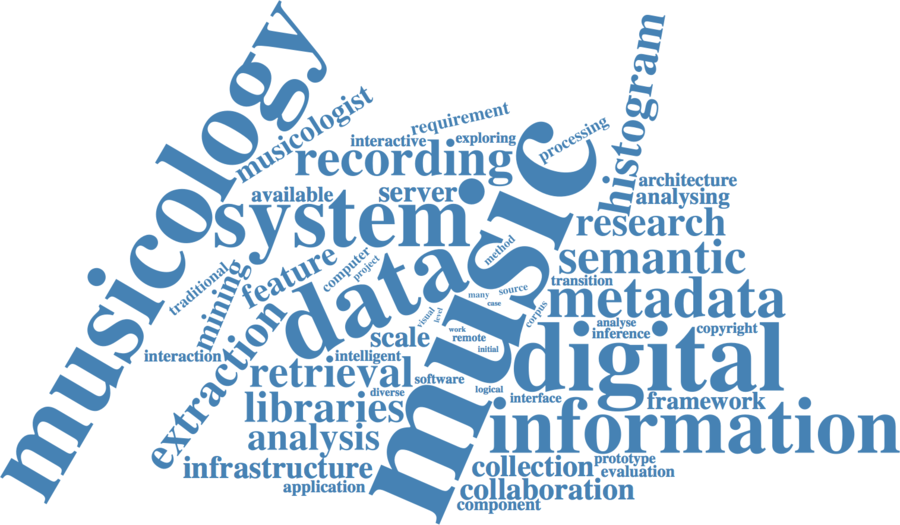 musicology
musicologist
requirement
interactive
exploring
recording
processing
histogram
available
server
system
music
architecture
analysing
research
semantic
traditional
mining
feature
computer
project
data
method
transition
many
source
case
metadata
corpus
visual
level
extraction
scale
work
remote
initial
analyse
inference
copyright
digital
interaction
intelligent
retrieval
software
diverse
logical
interface
framework
libraries
information
analysis
infrastructure
application
collection
prototype
evaluation
collaboration
component